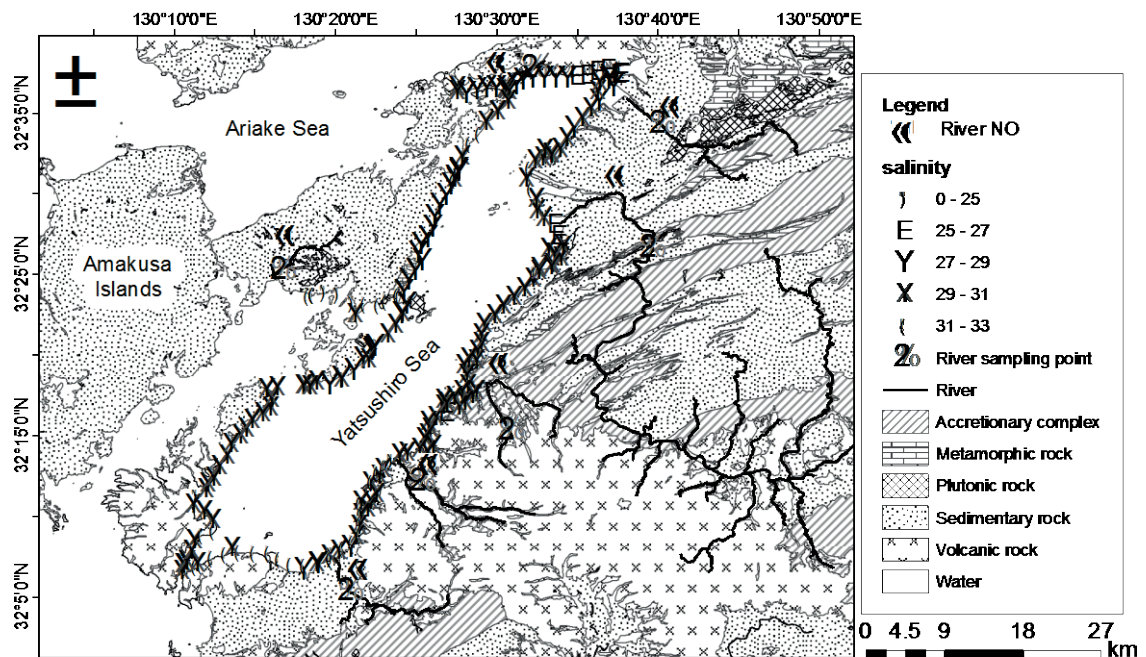 130°10'0"E 130°20'0"E 130°30'0"E 130°40'0"E 130°50'0"E
32°35'0"N
32°25'0"N
32°15'0"N
32°5'0"N
Ariake Sea
Amakusa
Islands
Yatsushiro Sea
Legend
River NO
salinity
0 - 25
E 25 - 27
Y 27 - 29
29 - 31
31 - 33
River sampling point
River
Accretionary complex
Metamorphic rock
Plutonic rock
Sedimentary rock
Volcanic rock
Water
0 4.5 9 18 27
km